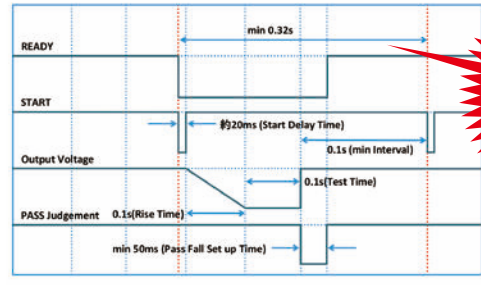 min 0.32s
READY
START
約20ms (Start Delay Time)
0.1s (min Interval)
Output Voltage
0.1s(Test Time)
PASS Judgement
0.1s(Rise Time)
min 50ms (Pass Fall Set up Time)